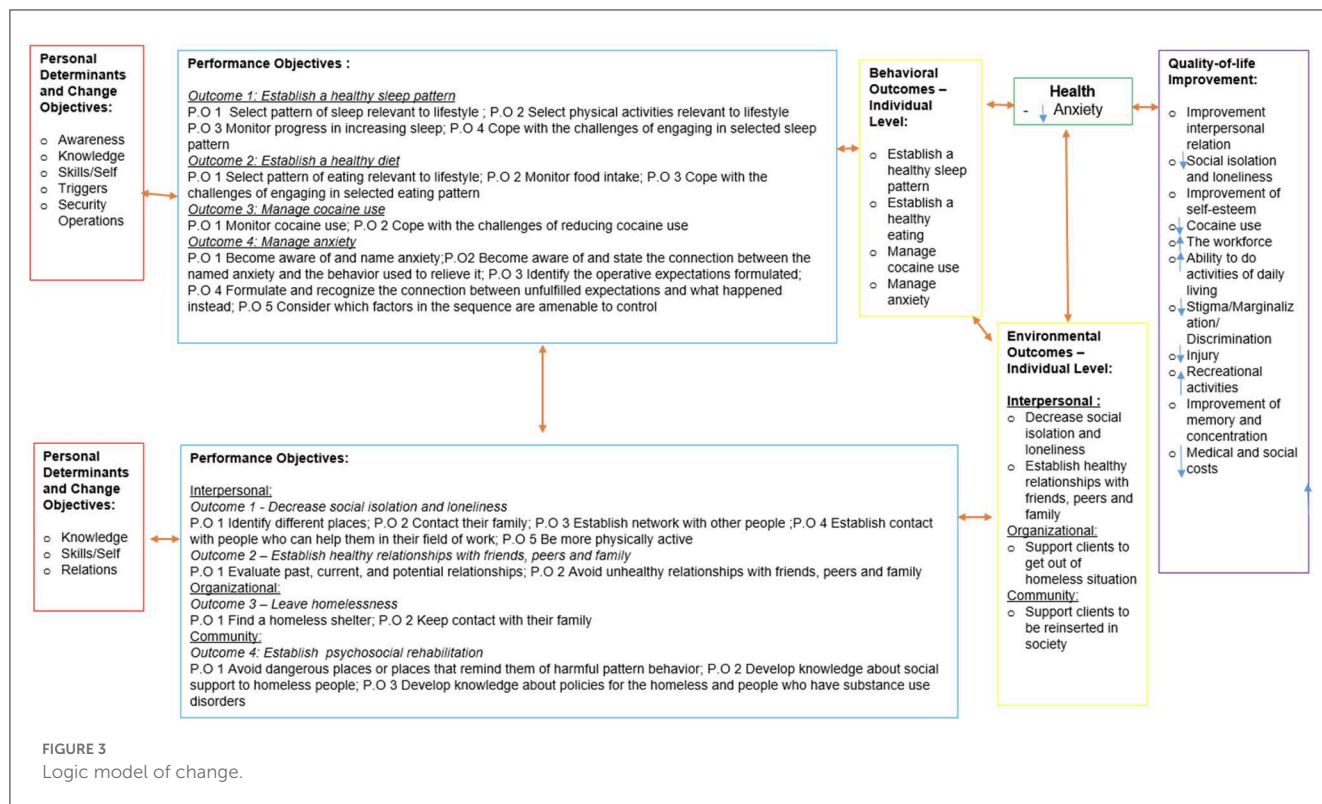 Personal
Determinants
and Change
Objectives:
o Awareness
o Knowledge
o Skills/Self
o Triggers
o Security
Operations
Performance Objectives :
Outcome 1: Establish a healthy sleep pattern
P.O 1 Select pattern of sleep relevant to lifestyle ; P.O 2 Select physical activities relevant to lifestyle
P.O 3 Monitor progress in increasing sleep; P.O 4 Cope with the challenges of engaging in selected sleep
pattern
Outcome 2: Establish a healthy diet
P.O 1 Select pattern of eating relevant to lifestyle; P.O 2 Monitor food intake; P.O 3 Cope with the
challenges of engaging in selected eating pattern
Outcome 3: Manage cocaine use
P.O 1 Monitor cocaine use; P.O 2 Cope with the challenges of reducing cocaine use
Outcome 4: Manage anxiety
P.O 1 Become aware of and name anxiety;P.O2 Become aware of and state the connection between the
named anxiety and the behavior used to relieve it; P.O 3 Identify the operative expectations formulated;
P.O 4 Formulate and recognize the connection between unfulfilled expectations and what happened
instead; P.O 5 Consider which factors in the sequence are amenable to control
Behavioral
Outcomes –
Individual
Level:
o Establish a
healthy sleep
pattern
o Establish a
healthy
eating
o Manage
cocaine use
o Manage
anxiety
Health
- ↓ Anxiety
Quality-of-life
Improvement:
o Improvement
interpersonal
relation
o ↓ Social isolation
and loneliness
o Improvement of
self-esteem
o ↓ Cocaine use
o ↑ The workforce
o ↑ Ability to do
activities of daily
living
o ↓ Stigma/Marginaliz
ation/
Discrimination
o ↓ Injury
o ↑ Recreational
activities
o Improvement of
memory and
concentration
o ↓ Medical and social
costs
Personal
Determinants
and Change
Objectives:
o Knowledge
o Skills/Self
o Relations
Performance Objectives:
Interpersonal:
Outcome 1 - Decrease social isolation and loneliness
P.O 1 Identify different places; P.O 2 Contact their family; P.O 3 Establish network with other people ;P.O 4 Establish contact
with people who can help them in their field of work; P.O 5 Be more physically active
Outcome 2 – Establish healthy relationships with friends, peers and family
P.O 1 Evaluate past, current, and potential relationships; P.O 2 Avoid unhealthy relationships with friends, peers and family
Organizational:
Outcome 3 – Leave homelessness
P.O 1 Find a homeless shelter; P.O 2 Keep contact with their family
Community:
Outcome 4: Establish psychosocial rehabilitation
P.O 1 Avoid dangerous places or places that remind them of harmful pattern behavior; P.O 2 Develop knowledge about social
support to homeless people; P.O 3 Develop knowledge about policies for the homeless and people who have substance use
disorders
Environmental
Outcomes –
Individual Level:
Interpersonal :
o Decrease social
isolation and
loneliness
o Establish healthy
relationships with
friends, peers and
family
Organizational:
o Support clients to
get out of
homeless situation
Community:
o Support clients to
be reinserted in
society
FIGURE 3
Logic model of change.